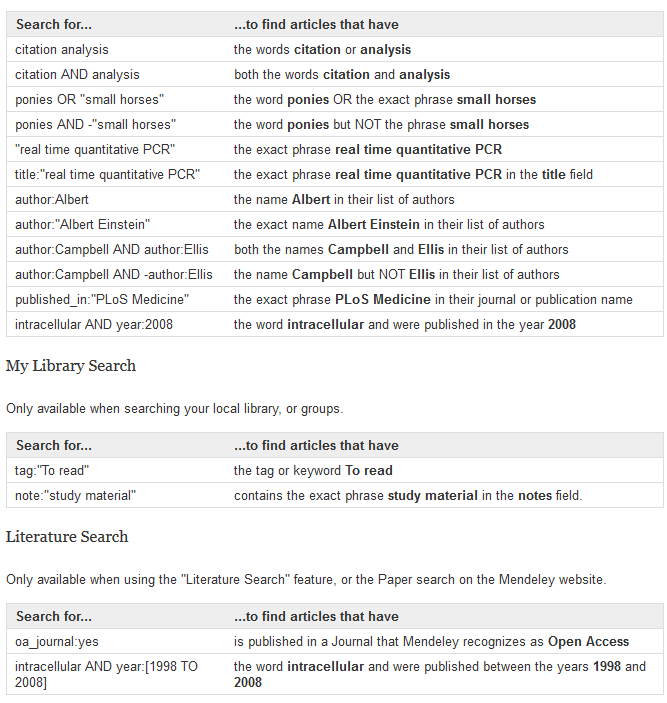 Search for... ...to find articles that have
citation analysis the words citation or analysis
citation AND analysis both the words citation and analysis
ponies OR "small horses" the word ponies OR the exact phrase small horses
ponies AND -"small horses" the word ponies but NOT the phrase small horses
"real time quantitative PCR" the exact phrase real time quantitative PCR
title:"real time quantitative PCR" the exact phrase real time quantitative PCR in the title field
author:Albert the name Albert in their list of authors
author:"Albert Einstein" the exact name Albert Einstein in their list of authors
author:Campbell AND author:Ellis both the names Campbell and Ellis in their list of authors
author:Campbell AND -author:Ellis the name Campbell but NOT Ellis in their list of authors
published_in:"PLoS Medicine" the exact phrase PLoS Medicine in their journal or publication name
intracellular AND year:2008 the word intracellular and were published in the year 2008
My Library Search
Only available when searching your local library, or groups.
Search for... ...to find articles that have
tag:"To read" the tag or keyword To read
note:"study material" contains the exact phrase study material in the notes field.
Literature Search
Only available when using the "Literature Search" feature, or the Paper search on the Mendeley website.
Search for... ...to find articles that have
oa_journal:yes is published in a Journal that Mendeley recognizes as Open Access
intracellular AND year:[1998 TO the word intracellular and were published between the years 1998 and
2008] 2008